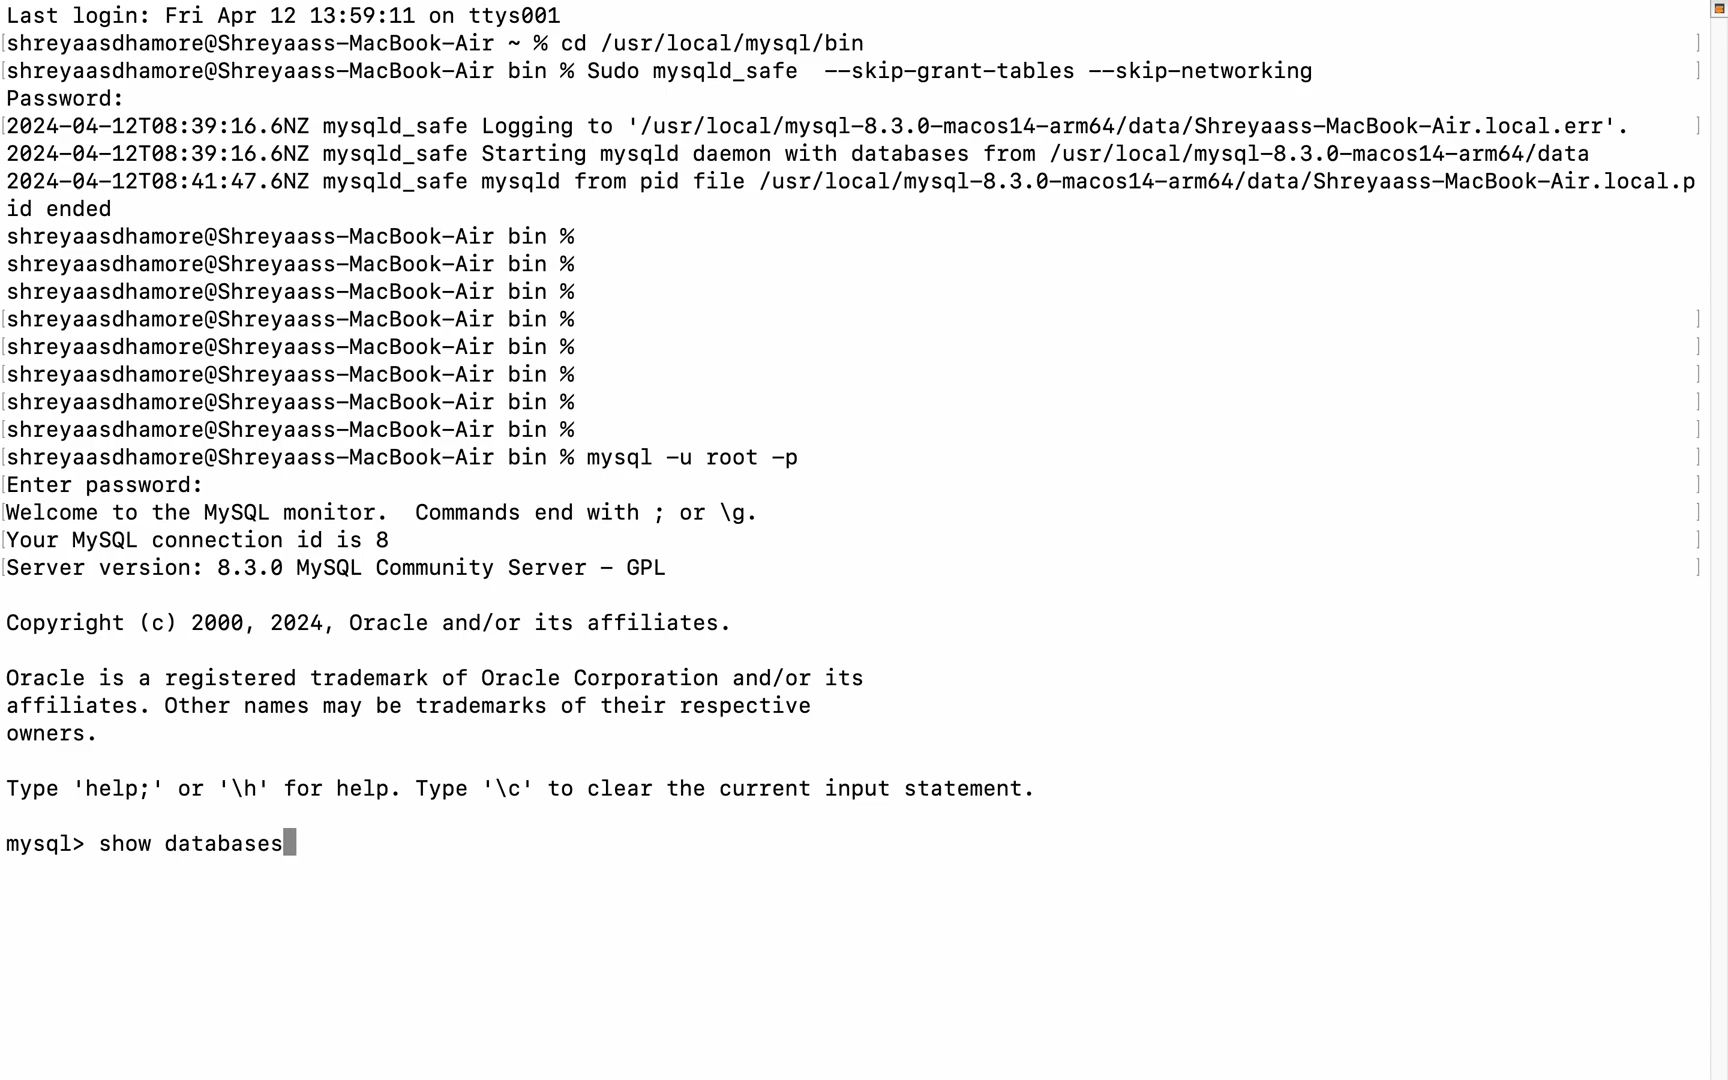 Last login: Fri Apr 12 13:59:11 on ttys001
[shreyaasdhamore@Shreyaass-MacBook-Air ~ % cd /usr/local/mysql/bin ]
[shreyaasdhamore@Shreyaass-MacBook-Air bin % Sudo mysqld_safe  --skip-grant-tables --skip-networking ]
Password:
[2024-04-12T08:39:16.6NZ mysqld_safe Logging to '/usr/local/mysql-8.3.0-macos14-arm64/data/Shreyaass-MacBook-Air.local.err'. ]
2024-04-12T08:39:16.6NZ mysqld_safe Starting mysqld daemon with databases from /usr/local/mysql-8.3.0-macos14-arm64/data
2024-04-12T08:41:47.6NZ mysqld_safe mysqld from pid file /usr/local/mysql-8.3.0-macos14-arm64/data/Shreyaass-MacBook-Air.local.p
id ended
shreyaasdhamore@Shreyaass-MacBook-Air bin %
shreyaasdhamore@Shreyaass-MacBook-Air bin %
shreyaasdhamore@Shreyaass-MacBook-Air bin %
[shreyaasdhamore@Shreyaass-MacBook-Air bin % ]
[shreyaasdhamore@Shreyaass-MacBook-Air bin % ]
[shreyaasdhamore@Shreyaass-MacBook-Air bin % ]
[shreyaasdhamore@Shreyaass-MacBook-Air bin % ]
[shreyaasdhamore@Shreyaass-MacBook-Air bin % ]
[shreyaasdhamore@Shreyaass-MacBook-Air bin % mysql -u root -p ]
[Enter password: ]
[Welcome to the MySQL monitor.  Commands end with ; or \g. ]
[Your MySQL connection id is 8 ]
[Server version: 8.3.0 MySQL Community Server - GPL ]
Copyright (c) 2000, 2024, Oracle and/or its affiliates.
Oracle is a registered trademark of Oracle Corporation and/or its
affiliates. Other names may be trademarks of their respective
owners.
Type 'help;' or '\h' for help. Type '\c' to clear the current input statement.
mysql> show databases